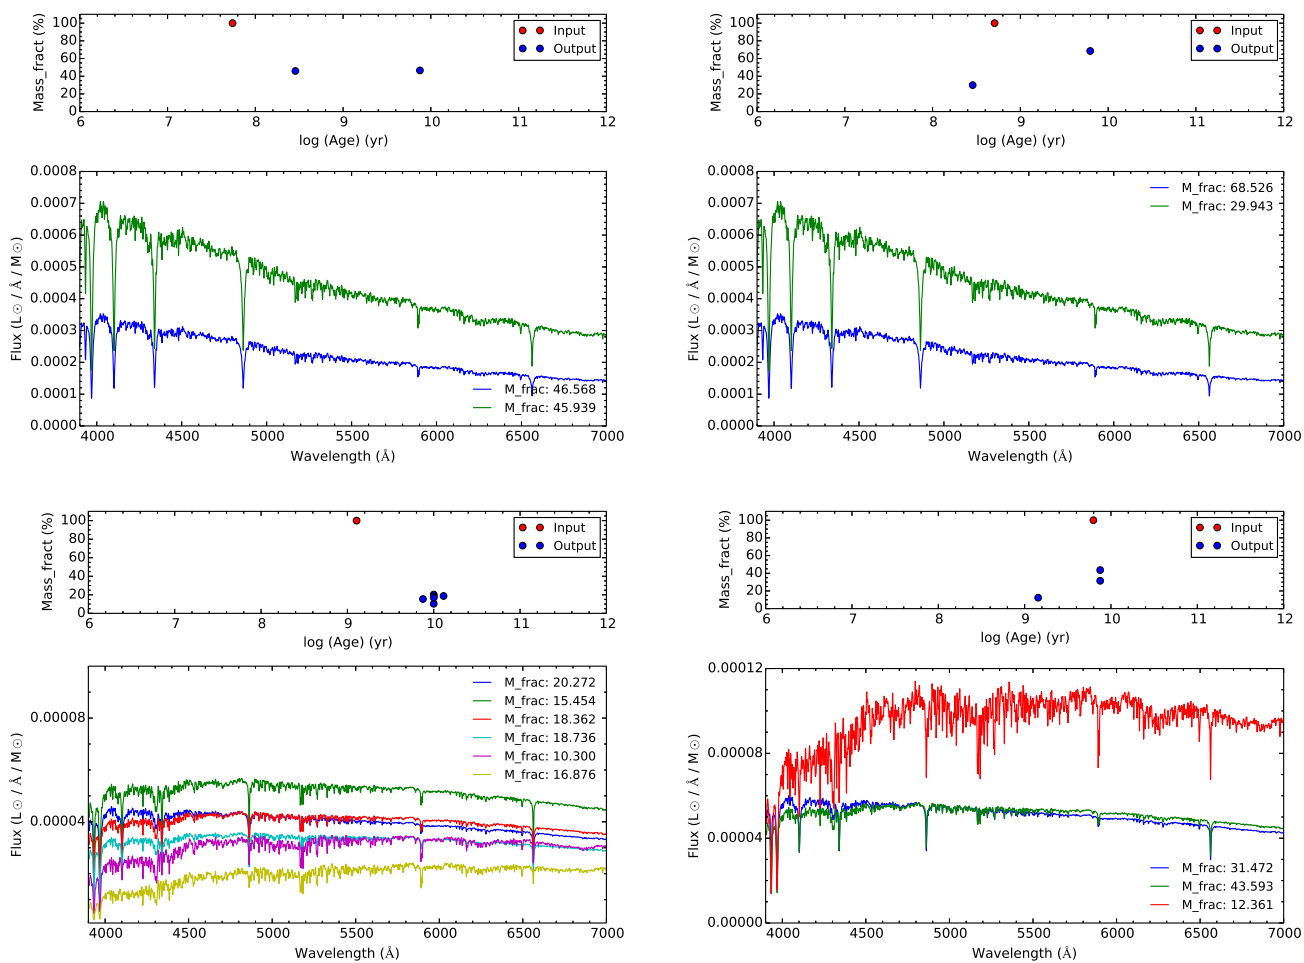 Mass_fract (%)
100
80
60
40
20
0
Input
Output
6 7 8 9 10 11 12
log (Age) (yr)
Flux (L☉ / Å / M☉)
0.0008
0.0007
0.0006
0.0005
0.0004
0.0003
0.0002
0.0001
0.0000
M_frac: 46.568
M_frac: 45.939
4000 4500 5000 5500 6000 6500 7000
Wavelength (Å)
Mass_fract (%)
100
80
60
40
20
0
Input
Output
6 7 8 9 10 11 12
log (Age) (yr)
Flux (L☉ / Å / M☉)
0.0008
0.0007
0.0006
0.0005
0.0004
0.0003
0.0002
0.0001
0.0000
M_frac: 68.526
M_frac: 29.943
4000 4500 5000 5500 6000 6500 7000
Wavelength (Å)
Mass_fract (%)
100
80
60
40
20
0
Input
Output
6 7 8 9 10 11 12
log (Age) (yr)
Flux (L☉ / Å / M☉)
0.00008
0.00004
M_frac: 20.272
M_frac: 15.454
M_frac: 18.362
M_frac: 18.736
M_frac: 10.300
M_frac: 16.876
4000 4500 5000 5500 6000 6500 7000
Wavelength (Å)
Mass_fract (%)
100
80
60
40
20
0
Input
Output
6 7 8 9 10 11 12
log (Age) (yr)
Flux (L☉ / Å / M☉)
0.00012
0.00008
0.00004
0.00000
M_frac: 31.472
M_frac: 43.593
M_frac: 12.361
4000 4500 5000 5500 6000 6500 7000
Wavelength (Å)